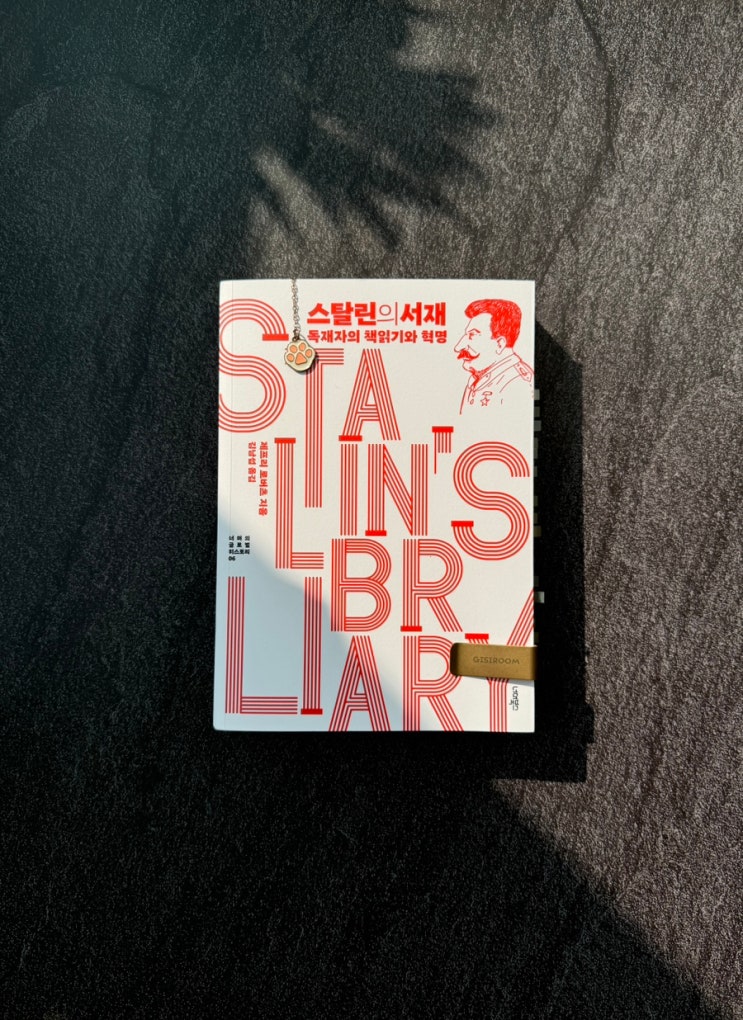 스탈린의서재
독재자의 책읽기와 혁명
STA
LIN'S
LIBRARY
제프리 로버츠 지음
김남섭 옮김
너머의
글로벌
히스토리
06
GISIROOM